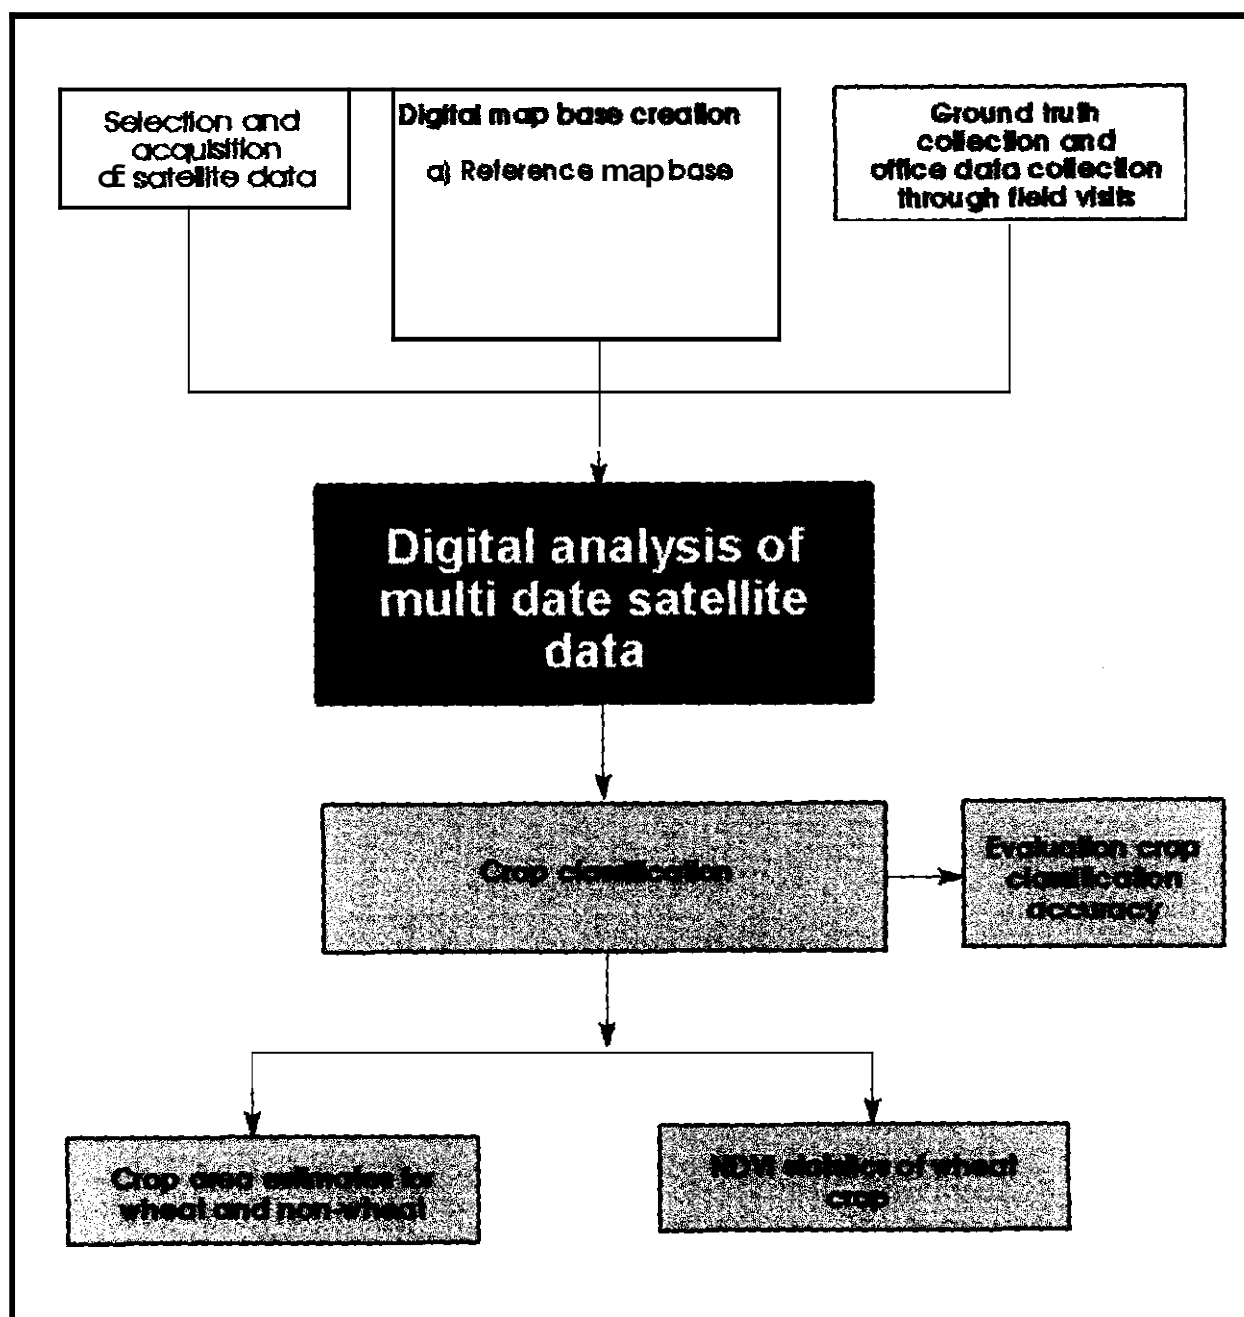 Selection and
acquisition
of satellite data
Digital map base creation
a) Reference map base
Ground truth
collection and
office data collection
through field visits
Digital analysis of
multi date satellite
data
Crop classification
Evaluation crop
classification
accuracy
Crop area estimates for
wheat and non-wheat
NDVI statistics of wheat
crop